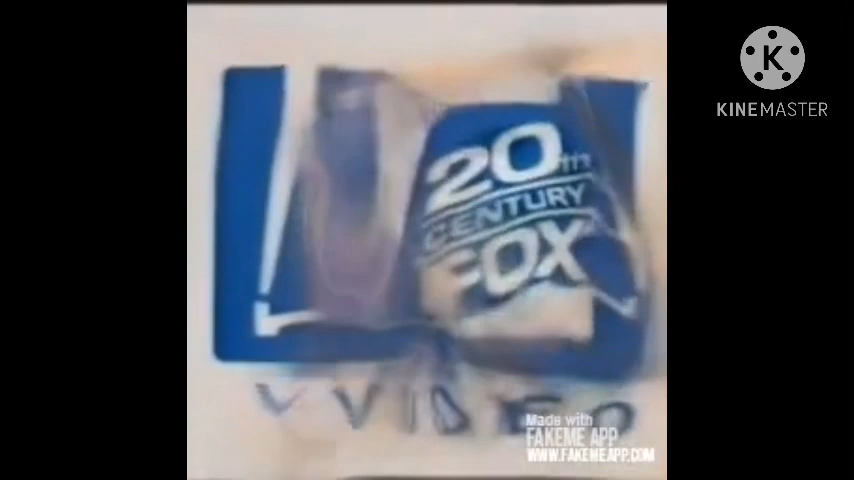 KINEMASTER
20th
CENTURY
FOX
Made with
FAKEME APP
WWW.FAKEMEAPP.COM